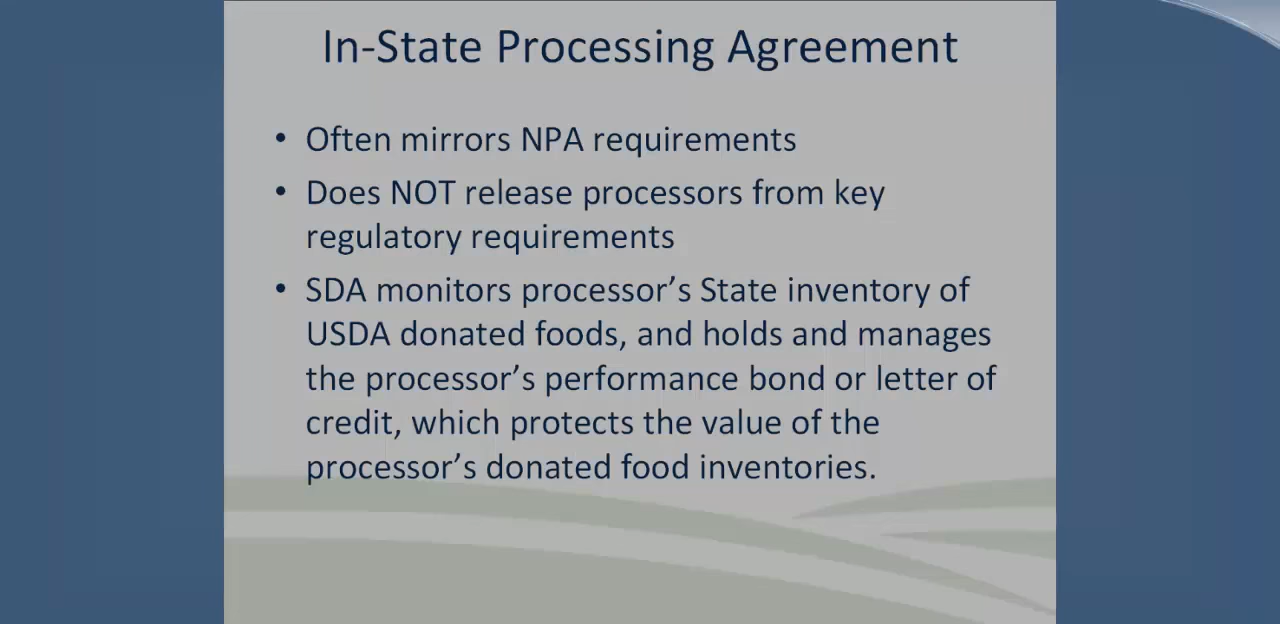 In-State Processing Agreement
• Often mirrors NPA requirements
• Does NOT release processors from key
regulatory requirements
• SDA monitors processor’s State inventory of
USDA donated foods, and holds and manages
the processor’s performance bond or letter of
credit, which protects the value of the
processor’s donated food inventories.